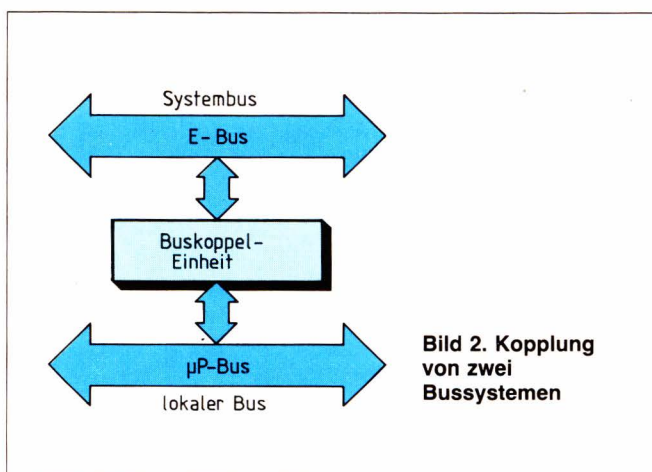 Systembus
E-Bus
Buskoppel-
Einheit
µP-Bus
lokaler Bus
Bild 2. Kopplung
von zwei
Bussystemen